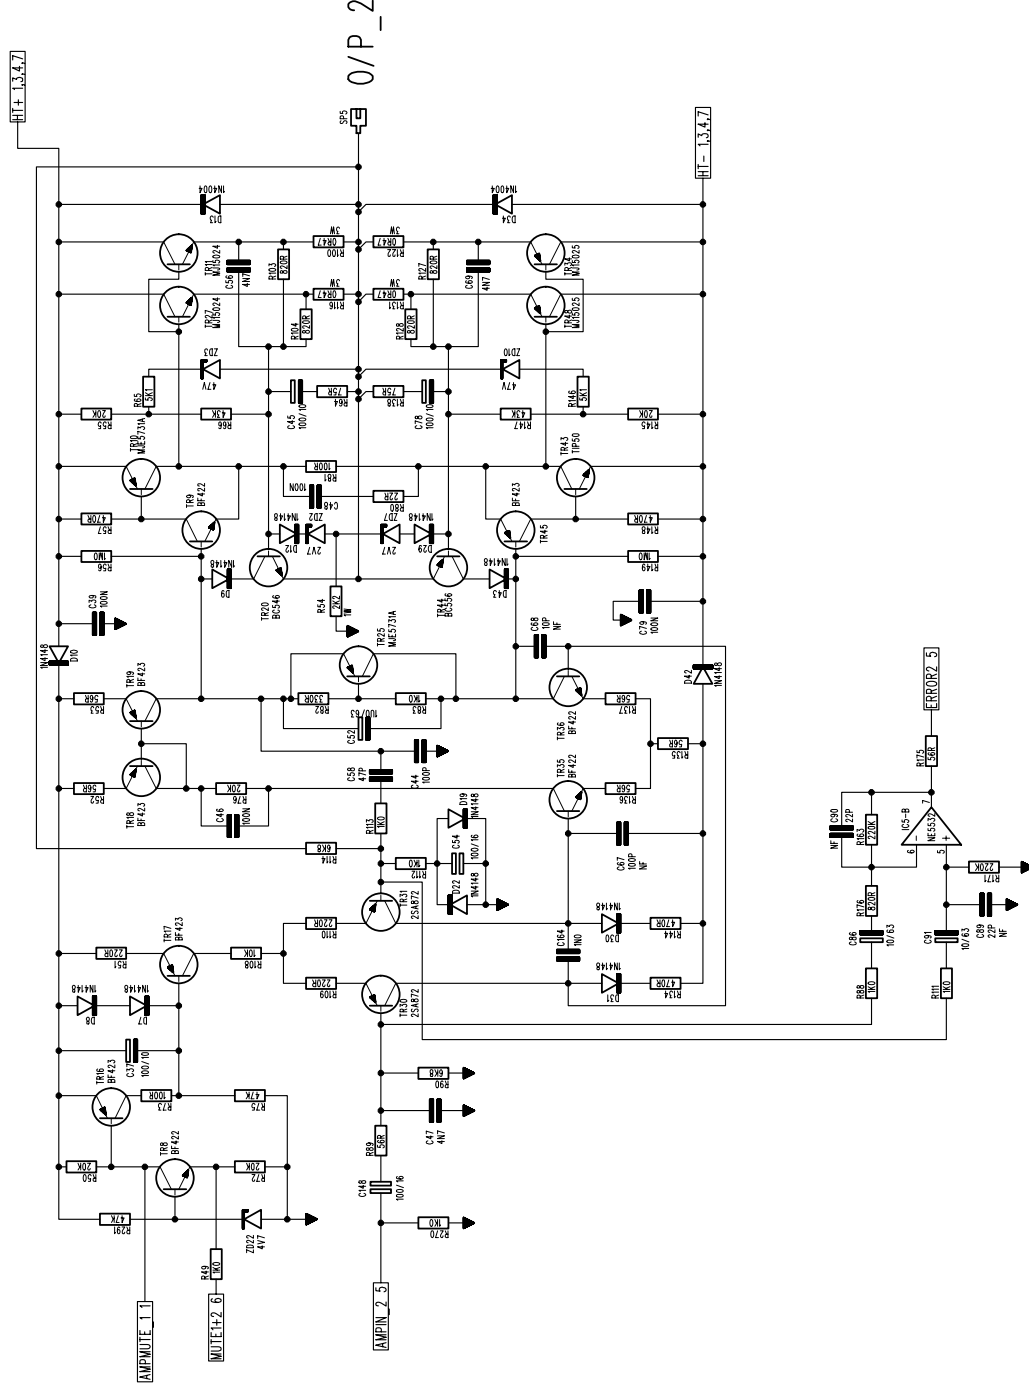 HT+ 1,3,4,7
O/P_2
SP5
HT- 1,3,4,7
D13
1N4004
D34
1N4004
TR11
MJ15024
C56
4N7
R103
820R
3W
0R47
R100
3W
0R47
R122
R127
820R
C69
4N7
TR34
MJ15025
TR27
MJ15024
R104
820R
3W
0R47
R116
3W
0R47
R131
R128
820R
TR48
MJ15025
ZD3
47V
ZD10
47V
R65
5K1
R146
5K1
20K
R55
43K
R66
C45
100/10
75R
R64
75R
R138
C78
100/10
43K
R147
20K
R145
TR10
MJE5731A
100R
R81
TR43
TIP50
C48
100N
22R
R80
470R
R57
TR9
BF422
BF423
TR45
470R
R148
1N4148
D12
ZD2
2V7
ZD7
2V7
1N4148
D29
1M0
R56
1M0
R149
1N4148
D9
TR20
BC546
R54
2K2
1W
TR44
BC556
1N4148
D43
C39
100N
C79
100N
1N4148
D10
TR25
MJE5731A
C68
10P
NF
D42
1N4148
56R
R53
TR19
BF423
330R
R82
1K0
R83
TR36
BF422
56R
R137
C52
100/63
56R
R135
56R
R52
TR18
BF423
20K
R76
C46
100N
C58
47P
C44
100P
TR35
BF422
56R
R136
R113
1K0
6K8
R114
R112
1K0
D19
1N4148
C54
100/16
D22
1N4148
C67
100P
NF
ERROR2 5
R175
56R
C90
22P
NF
R163
220K
IC5-B
NE5532
7
6
5
-
+
R176
820R
220K
R171
C86
10/63
C91
10/63
C89
22P
NF
R88
1K0
R111
1K0
220R
R51
TR17
BF423
10K
R108
220R
R110
TR31
2SA872
C164
1N0
1N4148
D30
470R
R144
1N4148
D8
1N4148
D7
220R
R109
TR30
2SA872
1N4148
D31
470R
R134
C37
100/10
TR16
BF423
100R
R73
47K
R75
6K8
R90
C47
4N7
R89
56R
20K
R50
TR8
BF422
20K
R72
C148
100/16
47K
R291
ZD22
4V7
1K0
R270
R49
1K0
AMPMUTE_1 1
MUTE1+2 6
AMPIN_2 5